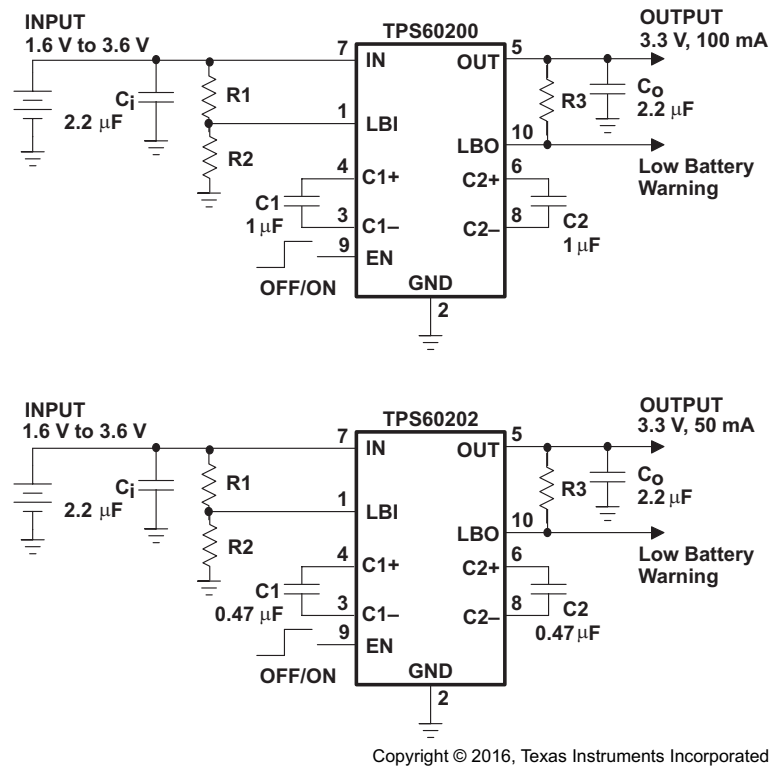 INPUT
1.6 V to 3.6 V
TPS60200
OUTPUT
3.3 V, 100 mA
7
IN
OUT
5
Ci
2.2 μF
R1
R2
1
LBI
R3
Co
2.2 μF
LBO
10
Low Battery
Warning
4
C1+
C2+
6
C1
1 μF
3
C1–
C2–
8
C2
1 μF
9
EN
OFF/ON
GND
2
INPUT
1.6 V to 3.6 V
TPS60202
OUTPUT
3.3 V, 50 mA
7
IN
OUT
5
Ci
2.2 μF
R1
R2
1
LBI
R3
Co
2.2 μF
LBO
10
Low Battery
Warning
4
C1+
C2+
6
C1
0.47 μF
3
C1–
C2–
8
C2
0.47 μF
9
EN
OFF/ON
GND
2
Copyright © 2016, Texas Instruments Incorporated